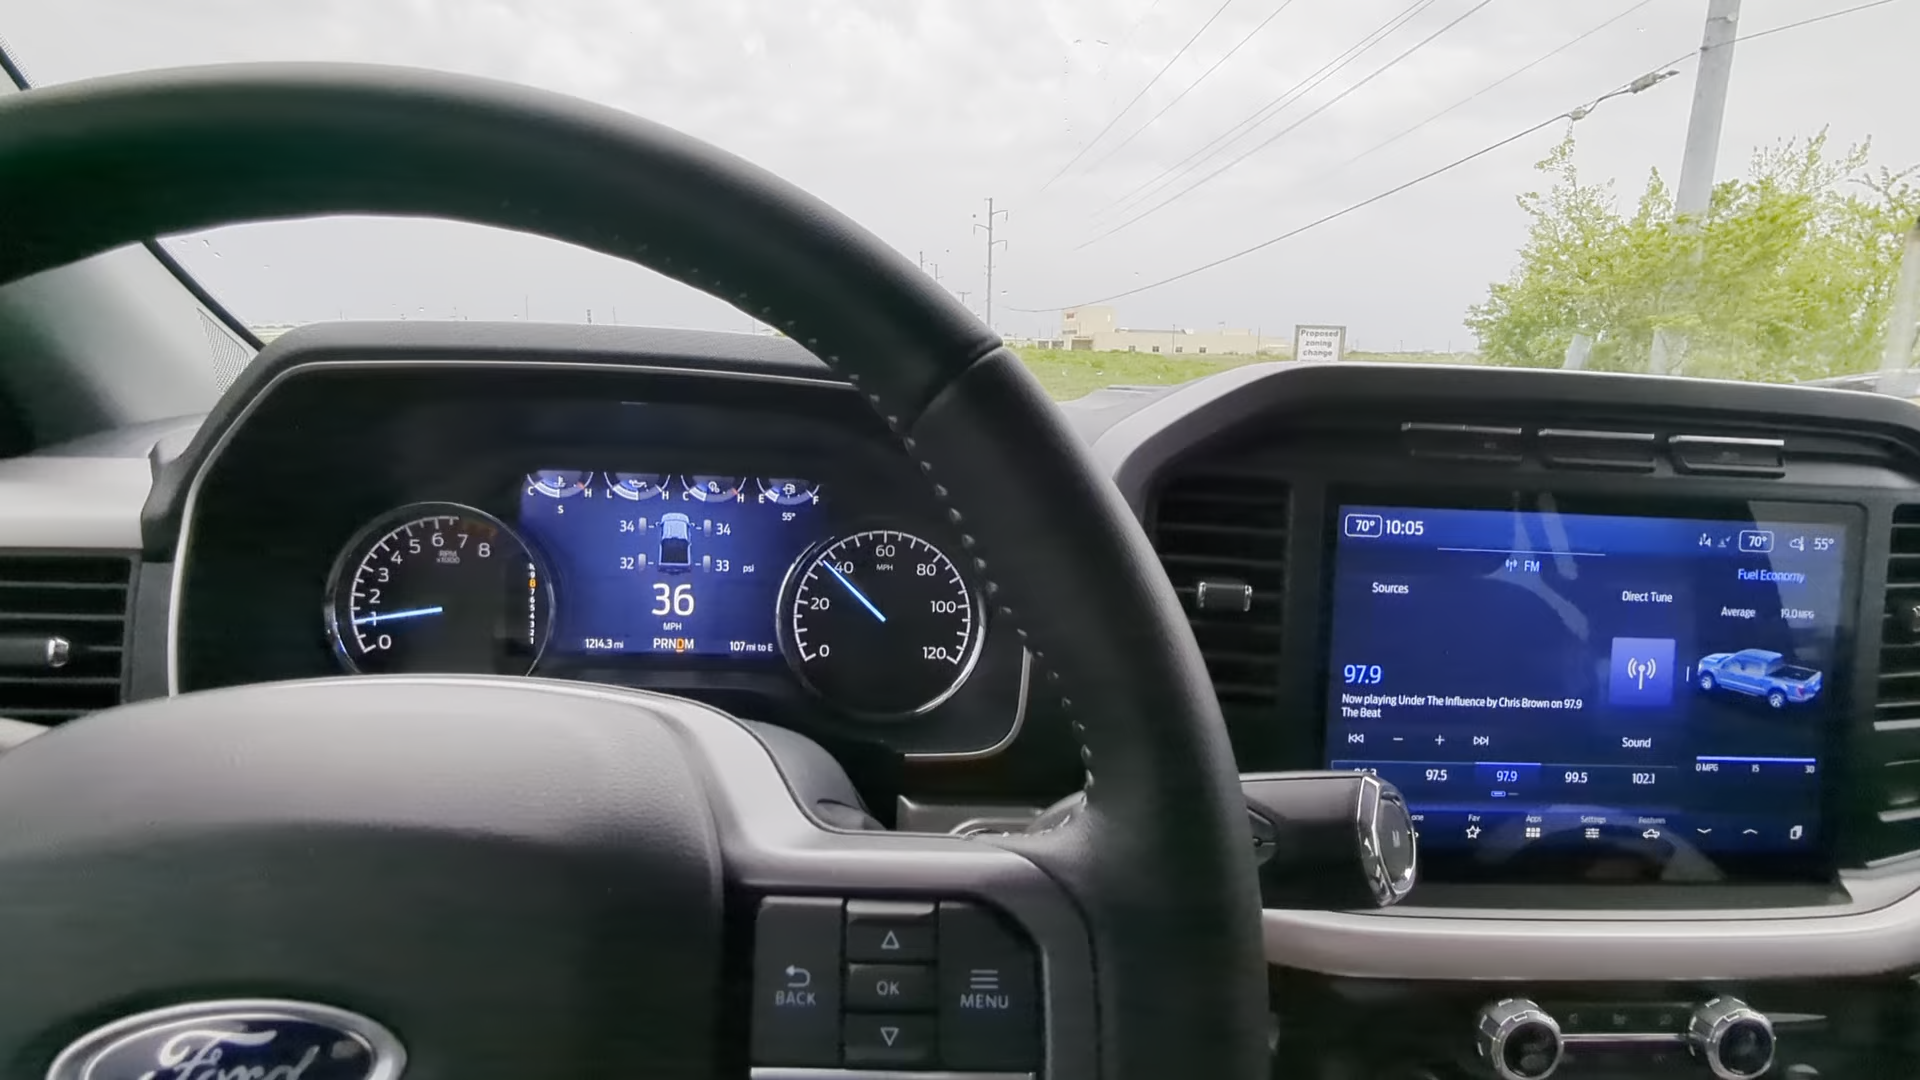 Proposed
zoning
change
C H L H C H E F
S
55°
34 34
32 33 psi
36
MPH
1214.3 mi PRNDM 107 mi to E
0 1 2 3 4 5 6 7 8
RPM
x1000
0 20 40 60 80 100 120
MPH
70° 10:05 70° 55°
FM
Sources
Direct Tune
Fuel Economy
Average 19.0 MPG
97.9
Now playing Under The Influence by Chris Brown on 97.9
The Beat
Sound
0 MPG 15 30
97.5 97.9 99.5 102.1
Fav Apps Settings Features
BACK OK MENU
Ford